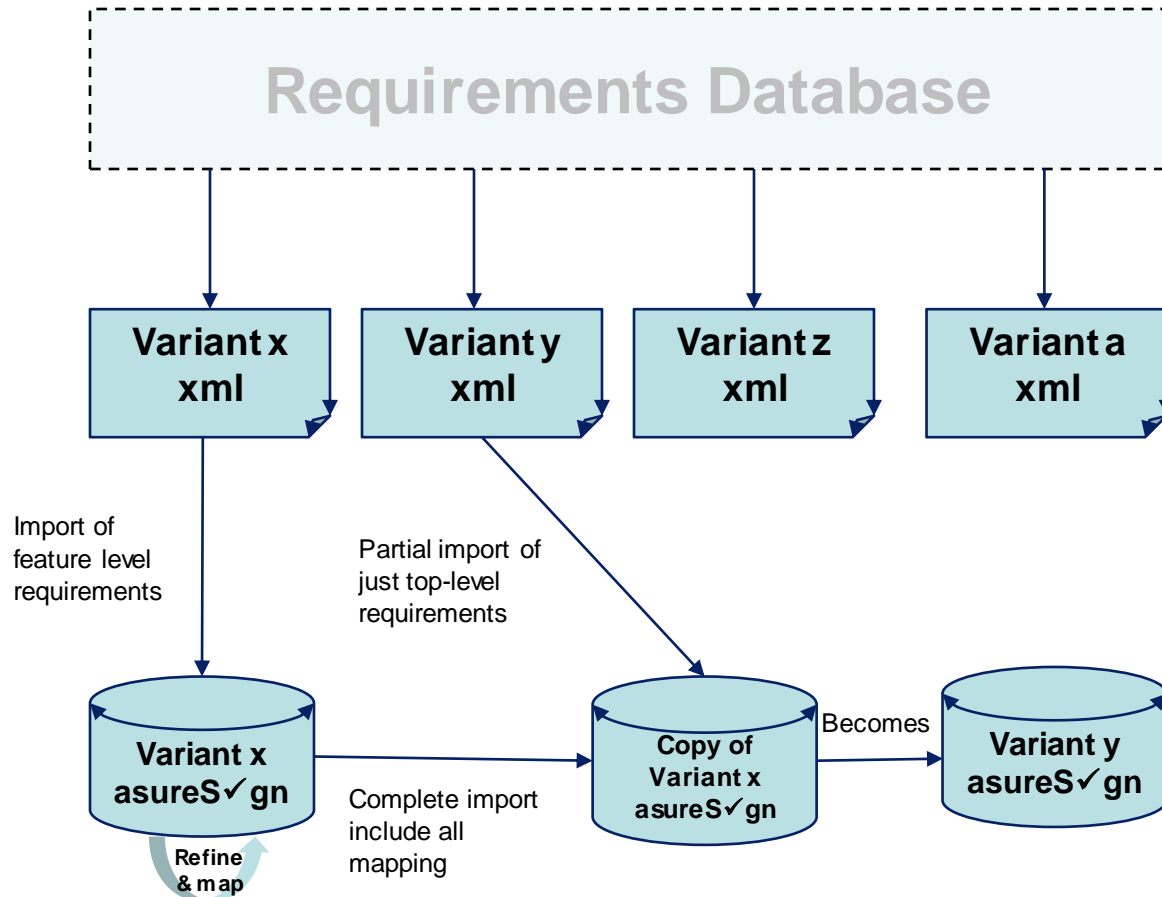 Requirements Database
Variant x
xml
Variant y
xml
Variant z
xml
Variant a
xml
Import of
feature level
requirements
Partial import of
just top-level
requirements
Variant x
asureS✓gn
Refine
& map
Complete import
include all
mapping
Copy of
Variant x
asureS✓gn
Becomes
Variant y
asureS✓gn